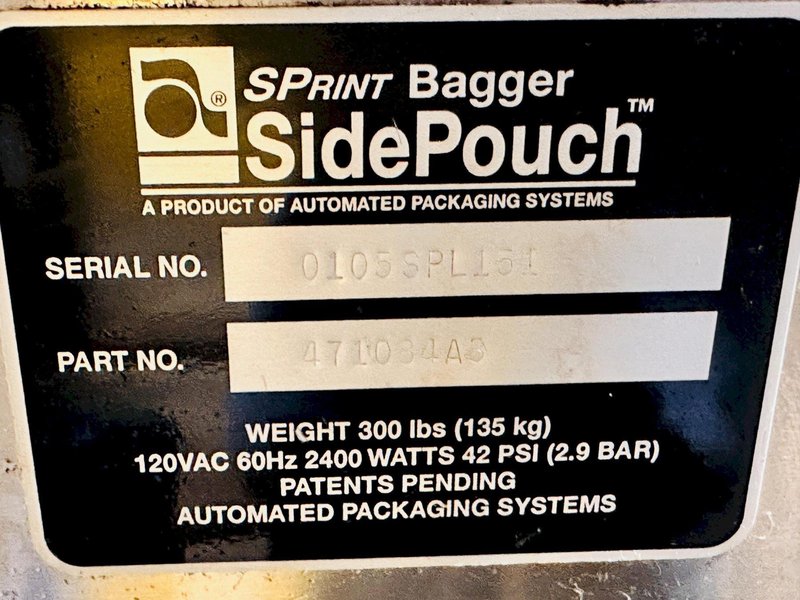 SPRINT Bagger
SidePouch™
®
A PRODUCT OF AUTOMATED PACKAGING SYSTEMS
SERIAL NO. 0105SPL151
PART NO.
WEIGHT 300 lbs (135 kg)
120VAC 60Hz 2400 WATTS 42 PSI (2.9 BAR)
PATENTS PENDING
AUTOMATED PACKAGING SYSTEMS